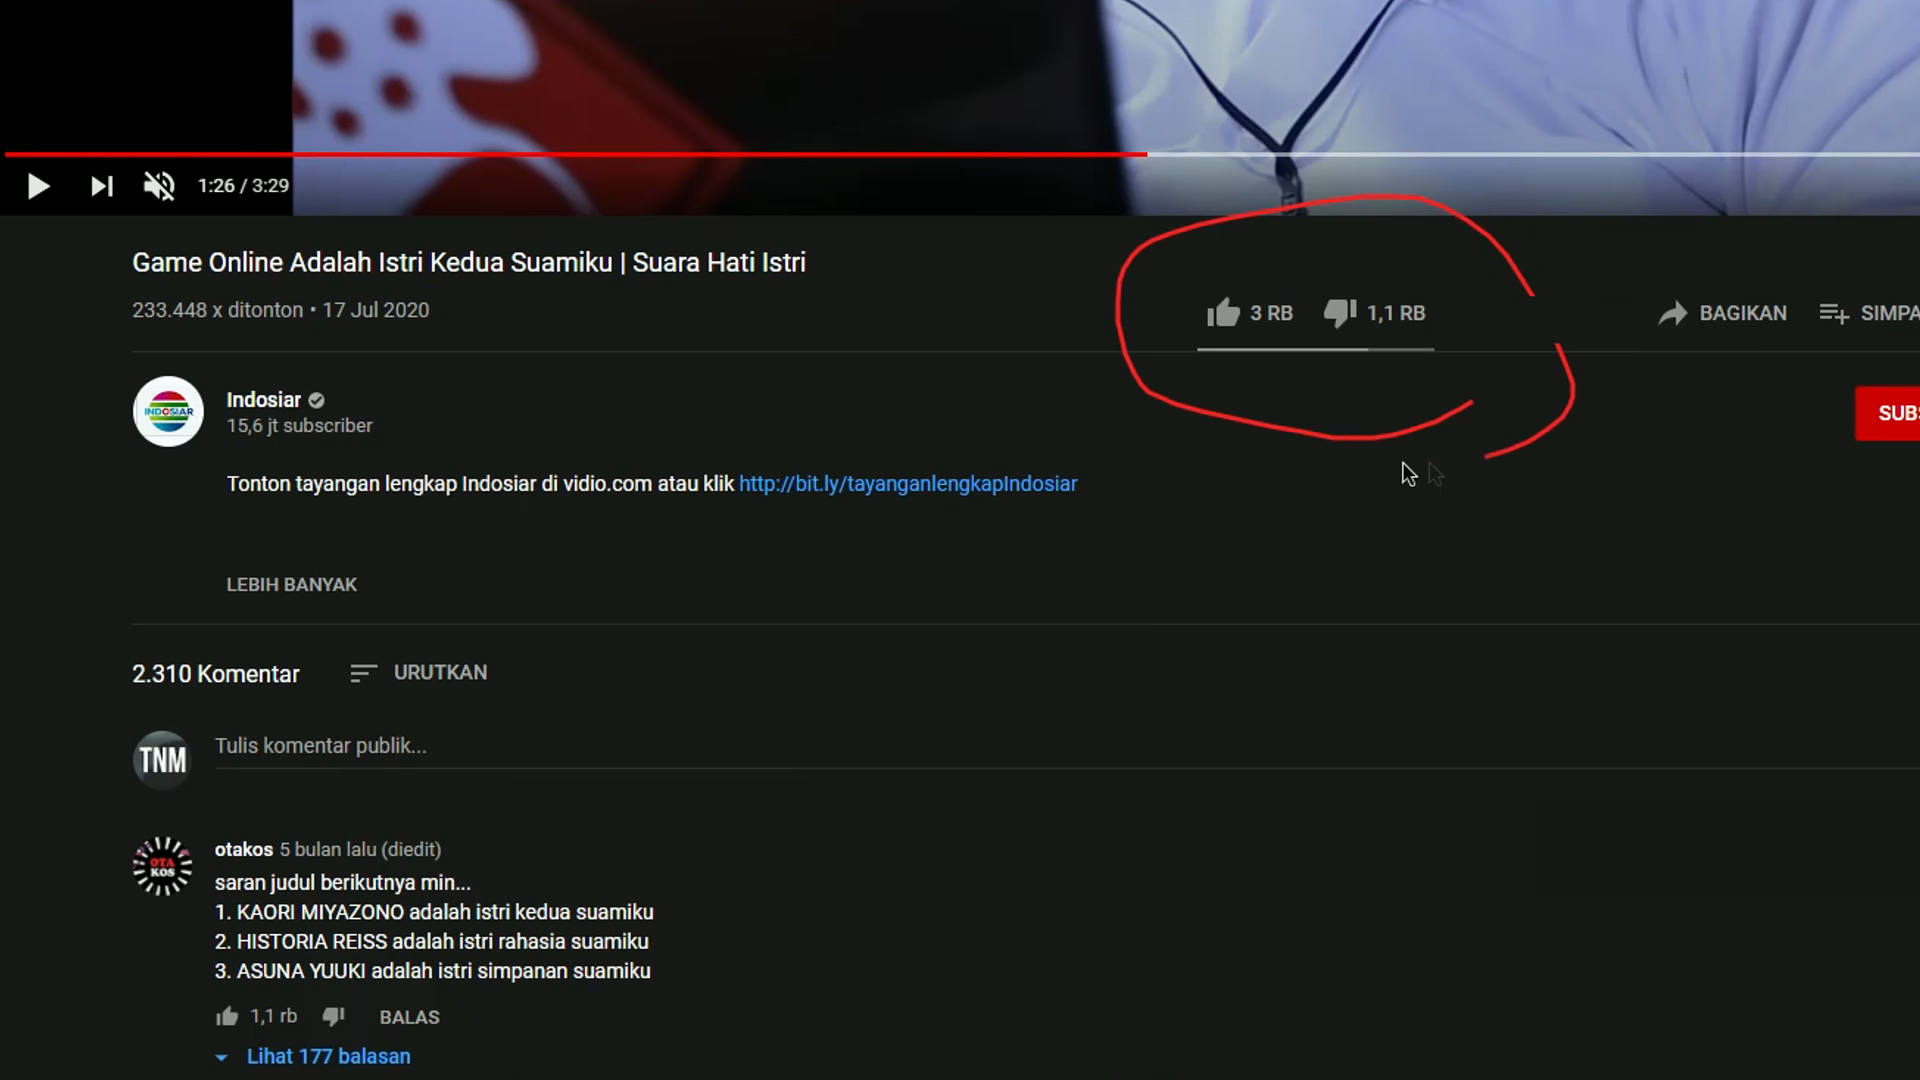 1:26 / 3:29
Game Online Adalah Istri Kedua Suamiku | Suara Hati Istri
233.448 x ditonton • 17 Jul 2020
3 RB 1,1 RB BAGIKAN SIMPA
INDOSIAR
Indosiar
15,6 jt subscriber
SUBS
Tonton tayangan lengkap Indosiar di vidio.com atau klik http://bit.ly/tayanganlengkapIndosiar
LEBIH BANYAK
2.310 Komentar URUTKAN
TNM
Tulis komentar publik...
OTA
KOS
otakos 5 bulan lalu (diedit)
saran judul berikutnya min...
1. KAORI MIYAZONO adalah istri kedua suamiku
2. HISTORIA REISS adalah istri rahasia suamiku
3. ASUNA YUUKI adalah istri simpanan suamiku
1,1 rb BALAS
Lihat 177 balasan